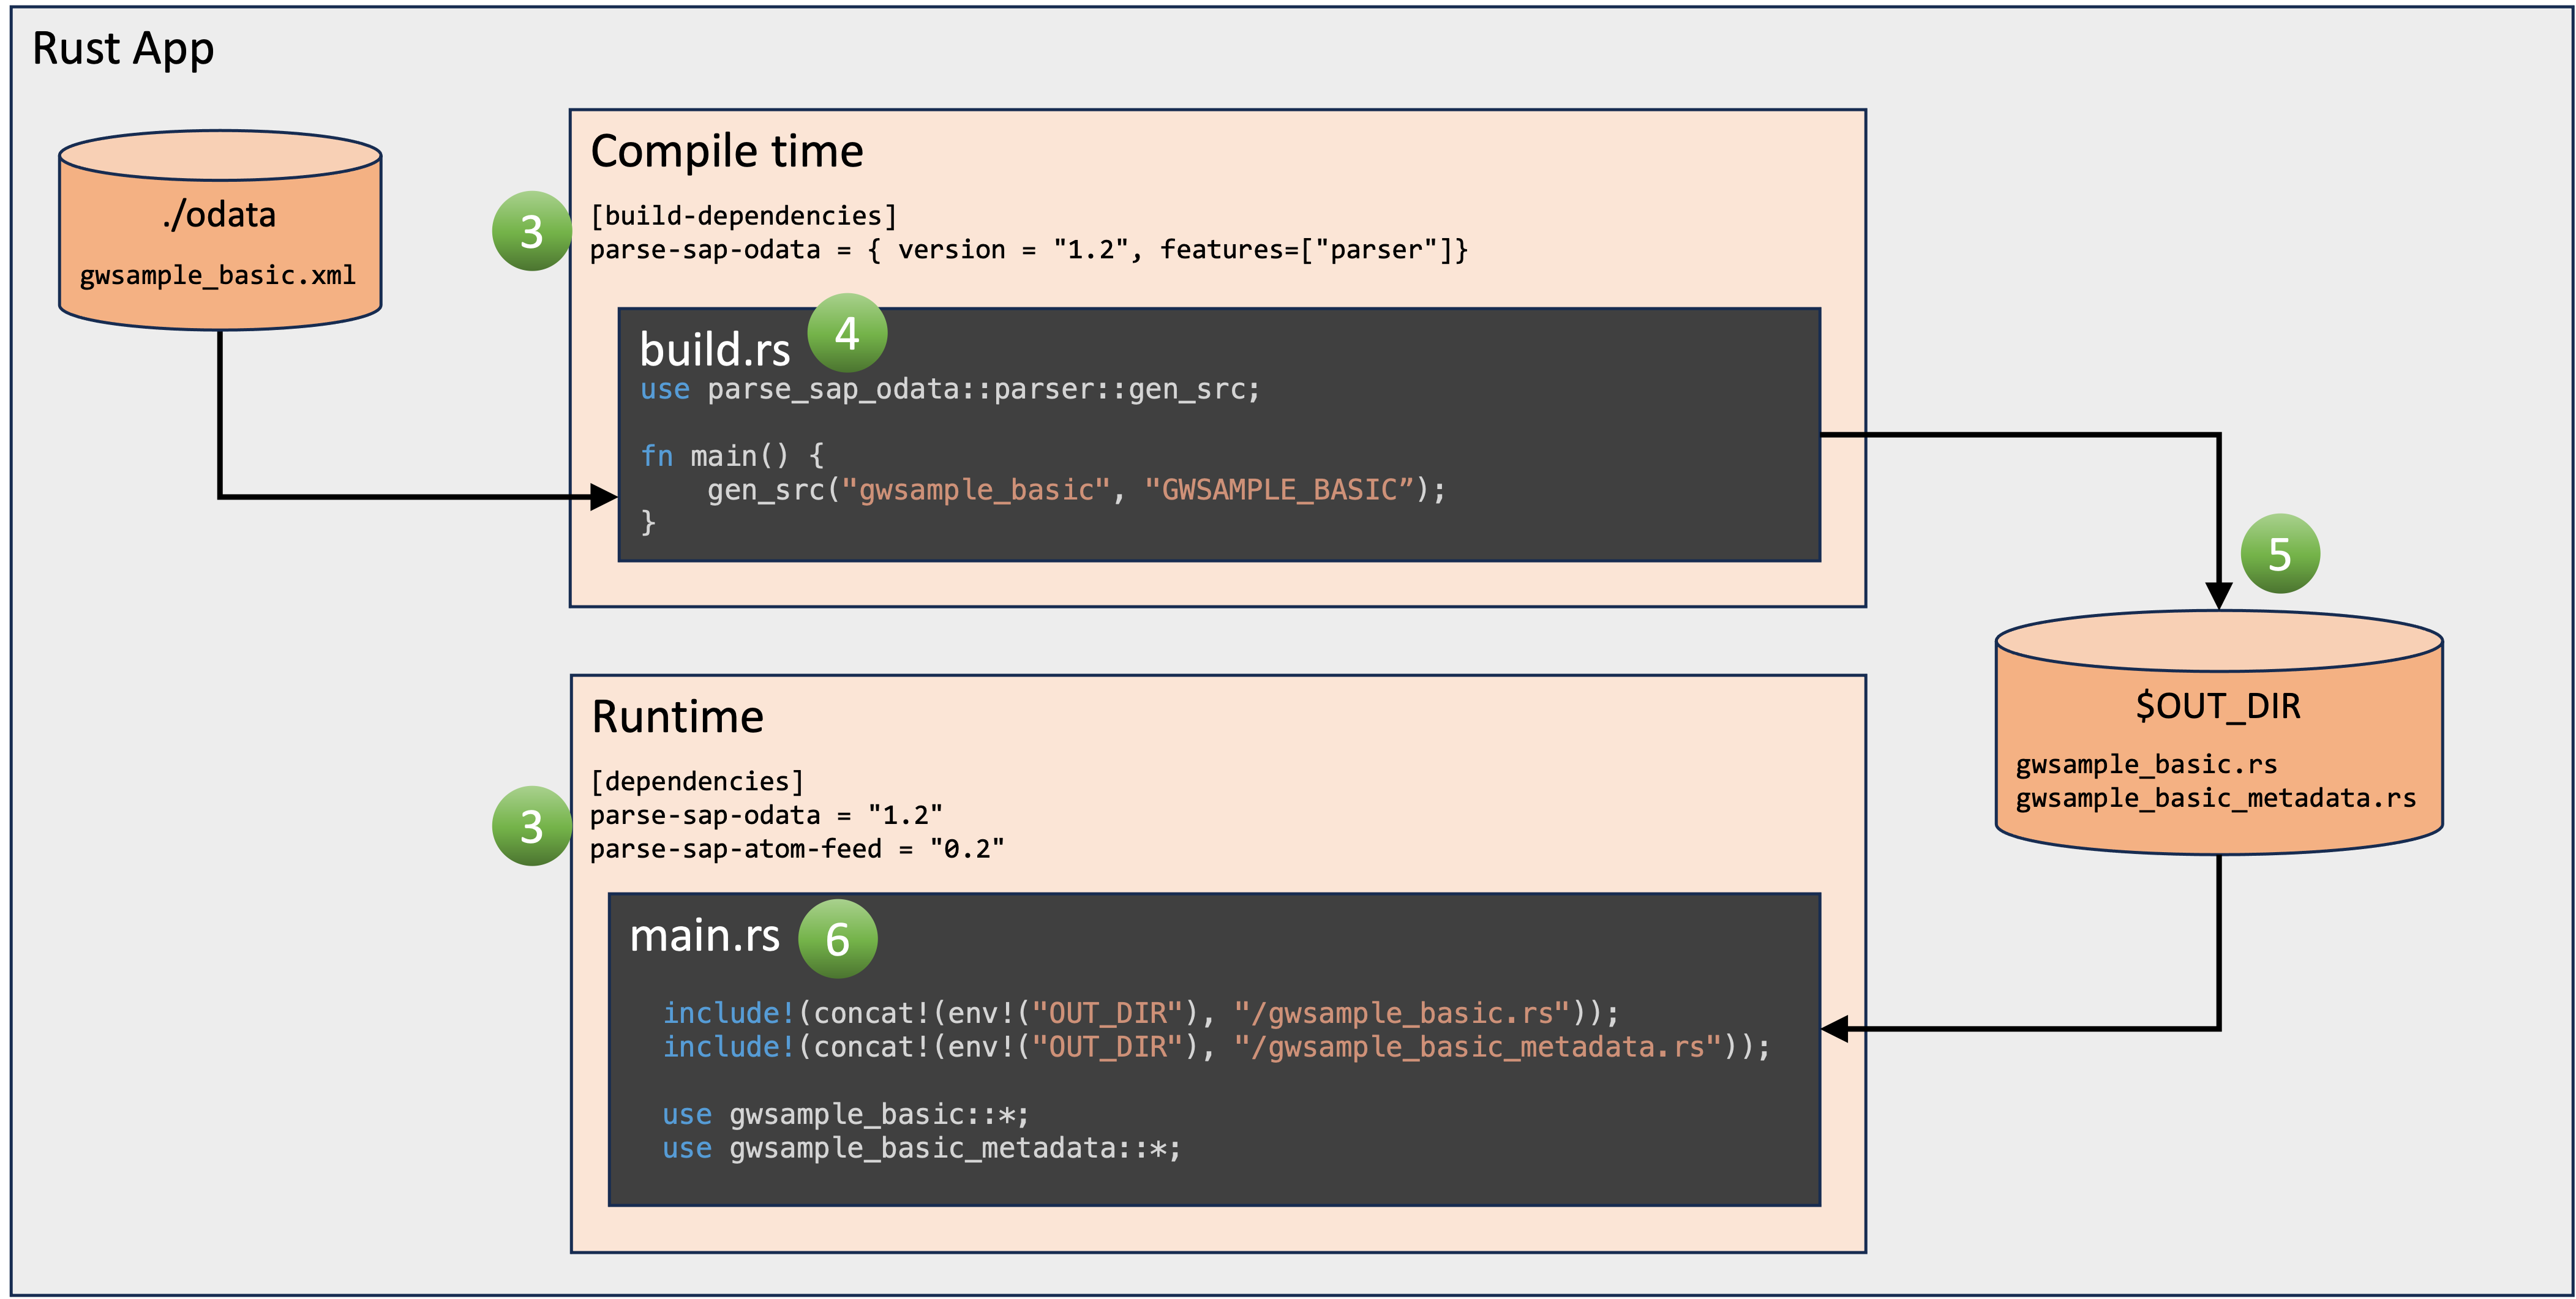 Rust App
./odata
gwsample_basic.xml
Compile time
3
[build-dependencies]
parse-sap-odata = { version = "1.2", features=["parser"]}
build.rs
4
use parse_sap_odata::parser::gen_src;
fn main() {
    gen_src("gwsample_basic", "GWSAMPLE_BASIC”);
}
5
$OUT_DIR
gwsample_basic.rs
gwsample_basic_metadata.rs
Runtime
3
[dependencies]
parse-sap-odata = "1.2"
parse-sap-atom-feed = "0.2"
main.rs
6
include!(concat!(env!("OUT_DIR"), "/gwsample_basic.rs"));
include!(concat!(env!("OUT_DIR"), "/gwsample_basic_metadata.rs"));
use gwsample_basic::*;
use gwsample_basic_metadata::*;